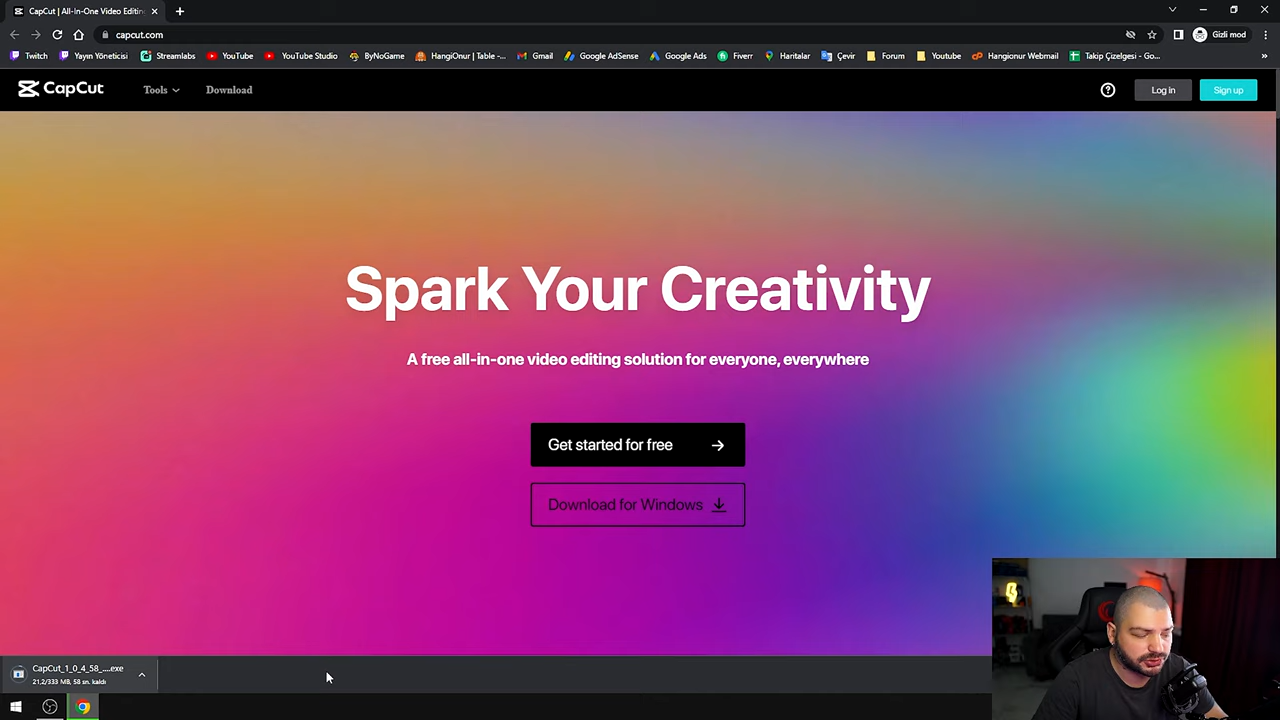 CapCut | All-In-One Video Editin
capcut.com
Gizli mod
Twitch
Yayın Yöneticisi
Streamlabs
YouTube
YouTube Studio
ByNoGame
HangiOnur | Table -...
Gmail
Google AdSense
Google Ads
Fiverr
Haritalar
Çevir
Forum
Youtube
Hangionur Webmail
Takip Çizelgesi - Go...
CapCut
Tools
Download
Log in
Sign up
Spark Your Creativity
A free all-in-one video editing solution for everyone, everywhere
Get started for free
Download for Windows
CapCut_1_0_4_58_....exe
21,2/333 MB, 58 sn. kaldı